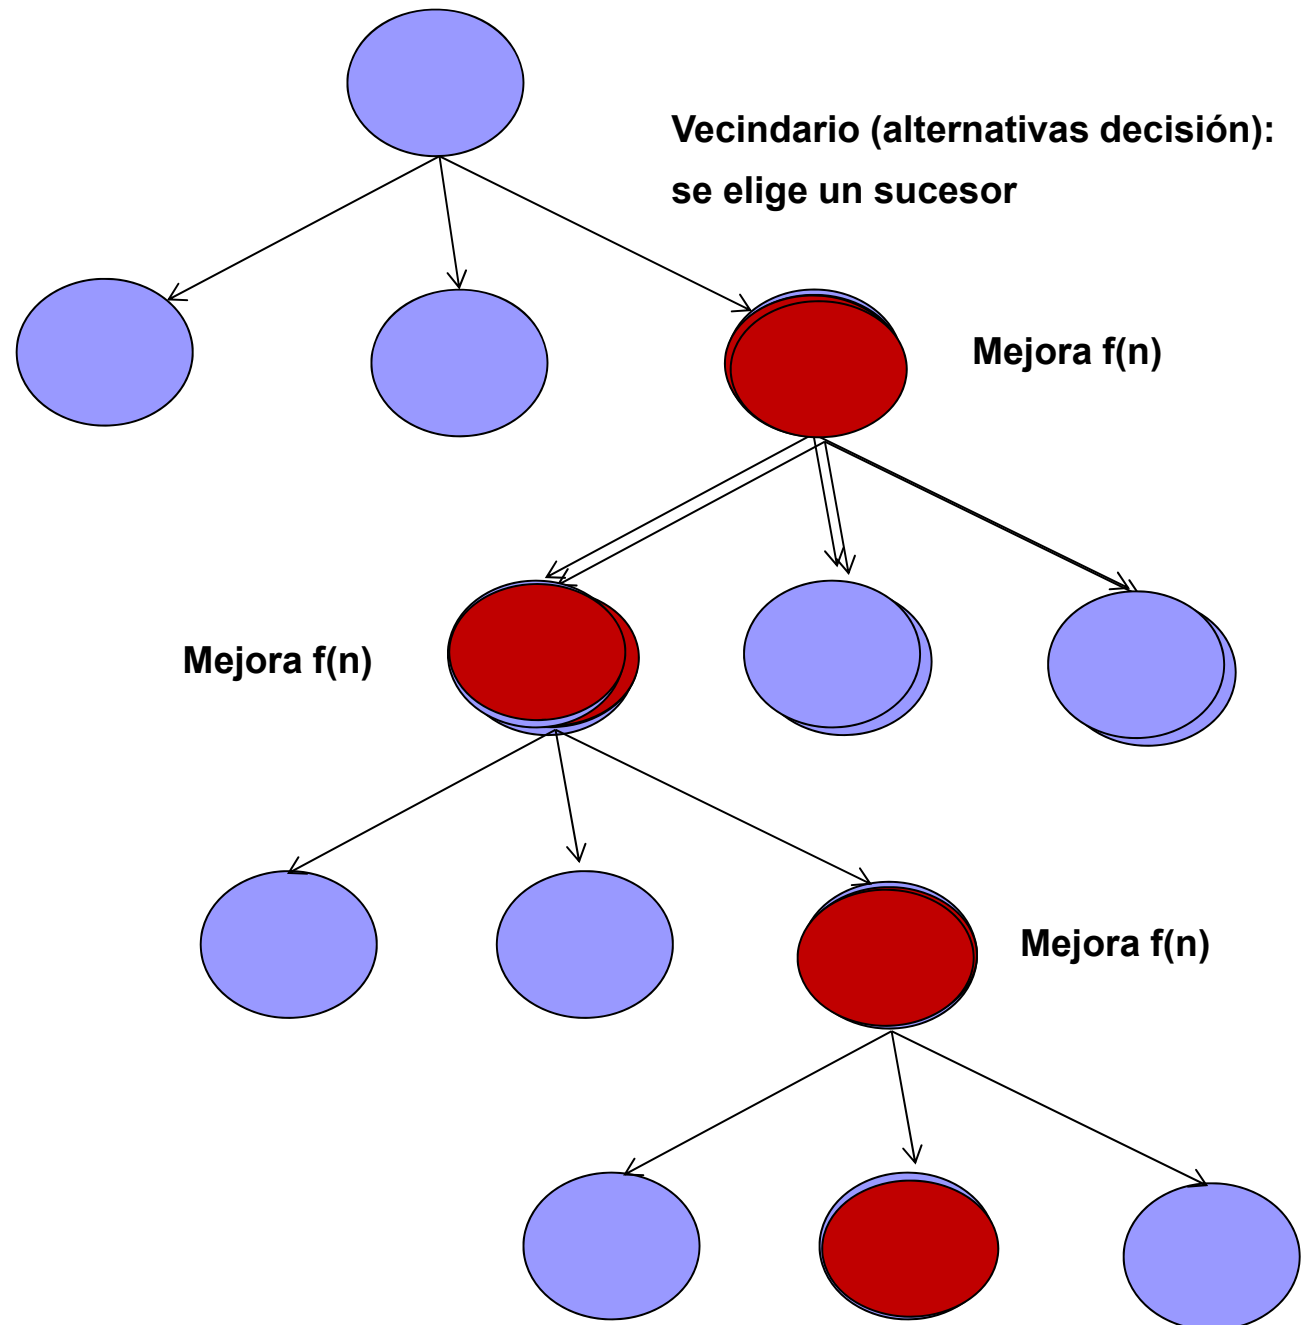 Vecindario (alternativas decisión):
se elige un sucesor
Mejora f(n)
Mejora f(n)
Mejora f(n)